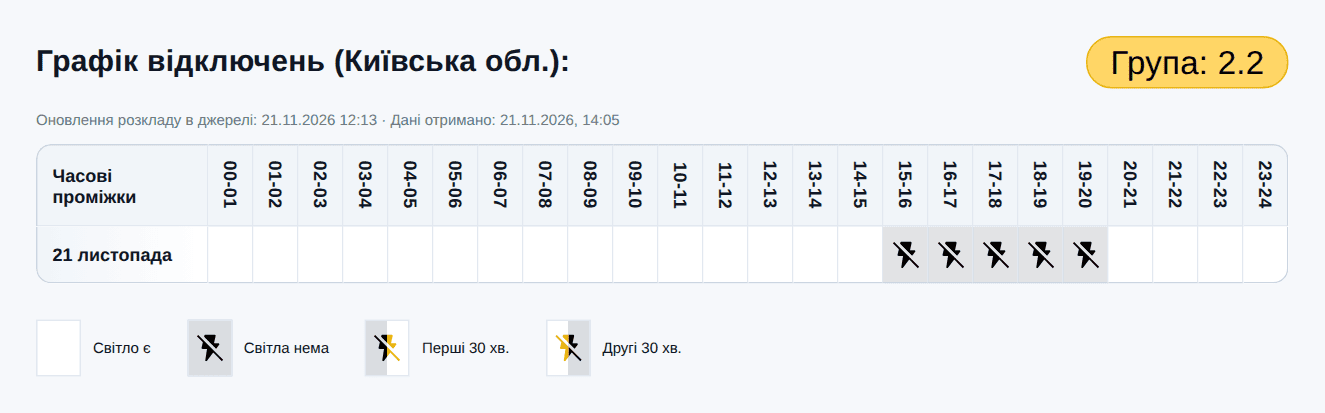 Графік відключень (Київська обл.):
Група: 2.2
Оновлення розкладу в джерелі: 21.11.2026 12:13 · Дані отримано: 21.11.2026, 14:05
Часові
проміжки
00-01
01-02
02-03
03-04
04-05
05-06
06-07
07-08
08-09
09-10
10-11
11-12
12-13
13-14
14-15
15-16
16-17
17-18
18-19
19-20
20-21
21-22
22-23
23-24
21 листопада
Світло є
Світла нема
Перші 30 хв.
Другі 30 хв.